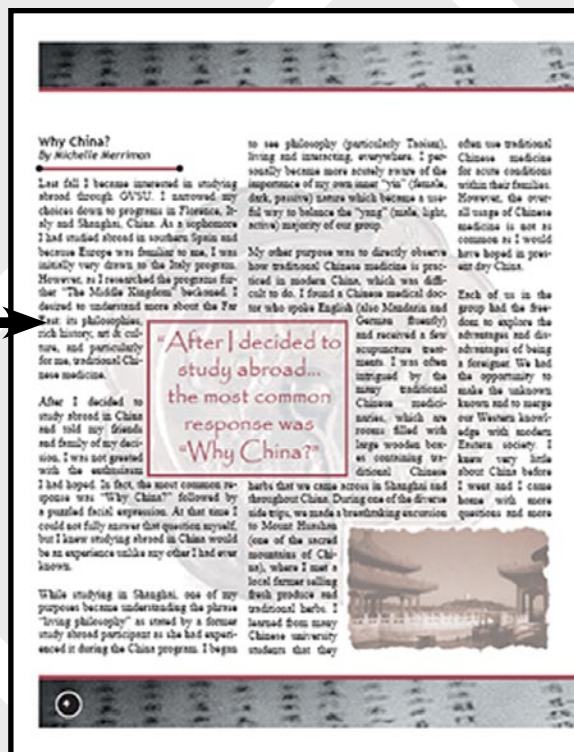 Why China?
By Michelle Merriman
Last fall I became interested in studying
abroad through GVSU. I narrowed my
choices down to programs in Florence, It-
aly and Shanghai, China. As a sophomore
I had studied abroad in southern Spain and
because Europe was familiar to me, I was
initially very drawn to the Italy program.
However, as I researched the programs fur-
ther "The Middle Kingdom" beckoned. I
desired to understand more about the Far
East: its philosophies,
rich history, art & cul-
ture, and particularly
for me, traditional Chi-
nese medicine.
After I decided to
study abroad in China
and told my friends
and family of my deci-
sion, I was not greeted
with the enthusiasm
I had hoped. In fact, the most common re-
sponse was "Why China?" followed by
a puzzled facial expression. At that time I
could not fully answer that question myself,
but I knew studying abroad in China would
be an experience unlike any other I had ever
known.
While studying in Shanghai, one of my
purposes became understanding the phrase
"living philosophy" as stated by a former
study abroad participant as she had experi-
enced it during the China program. I began
"After I decided to
study abroad...
the most common
response was
"Why China?"
to see philosophy (particularly Taoism),
living and interacting, everywhere. I per-
sonally became more acutely aware of the
importance of my own inner "yin" (female,
dark, passive) nature which became a use-
ful way to balance the "yang" (male, light,
active) majority of our group.
My other purpose was to directly observe
how traditional Chinese medicine is prac-
ticed in modern China, which was diffi-
cult to do. I found a Chinese medical doc-
tor who spoke English (also Mandarin and
German fluently)
and received a few
acupuncture treat-
ments. I was often
intrigued by the
many traditional
Chinese medici-
naries, which are
rooms filled with
large wooden box-
es containing tra-
ditional Chinese
herbs that we came across in Shanghai and
throughout China. During one of the diverse
side trips, we made a breathtaking excursion
to Mount Huashan
(one of the sacred
mountains of Chi-
na), where I met a
local farmer selling
fresh produce and
traditional herbs. I
learned from many
Chinese university
students that they
often use traditional
Chinese medicine
for acute conditions
within their families.
However, the over-
all usage of Chinese
medicine is not as
common as I would
have hoped in pres-
ent day China.
Each of us in the
group had the free-
dom to explore the
advantages and dis-
advantages of being
a foreigner. We had
the opportunity to
make the unknown
known and to merge
our Western knowl-
edge with modern
Eastern society. I
knew very little
about China before
I went and I came
home with more
questions and more